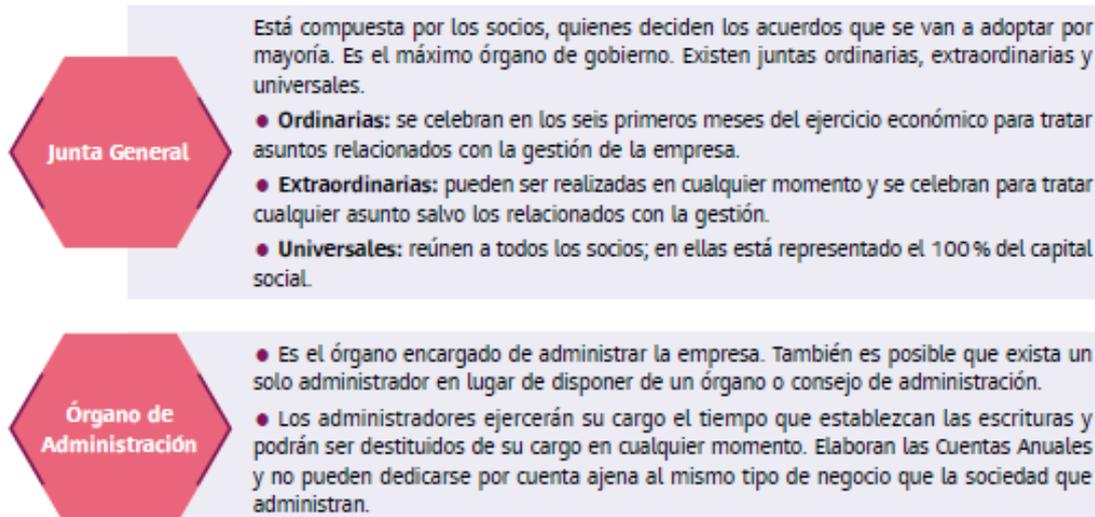 Está compuesta por los socios, quienes deciden los acuerdos que se van a adoptar por
mayoría. Es el máximo órgano de gobierno. Existen juntas ordinarias, extraordinarias y
universales.
• Ordinarias: se celebran en los seis primeros meses del ejercicio económico para tratar
asuntos relacionados con la gestión de la empresa.
Junta General
• Extraordinarias: pueden ser realizadas en cualquier momento y se celebran para tratar
cualquier asunto salvo los relacionados con la gestión.
• Universales: reúnen a todos los socios; en ellas está representado el 100 % del capital
social.
• Es el órgano encargado de administrar la empresa. También es posible que exista un
solo administrador en lugar de disponer de un órgano o consejo de administración.
Órgano de
Administración
• Los administradores ejercerán su cargo el tiempo que establezcan las escrituras y
podrán ser destituidos de su cargo en cualquier momento. Elaboran las Cuentas Anuales
y no pueden dedicarse por cuenta ajena al mismo tipo de negocio que la sociedad que
administran.